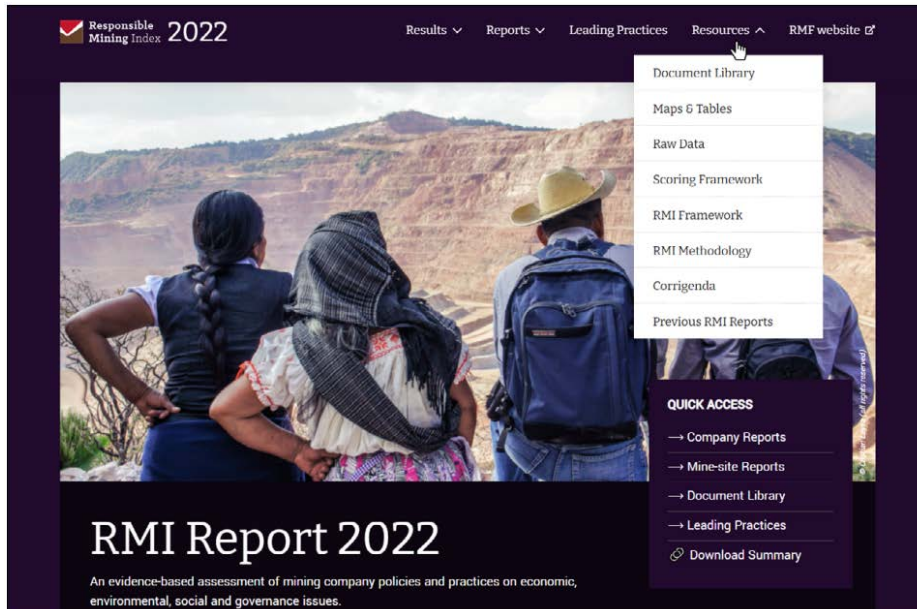 Responsible
Mining Index 2022
Results Reports Leading Practices Resources RMF website
Document Library
Maps & Tables
Raw Data
Scoring Framework
RMI Framework
RMI Methodology
Corrigenda
Previous RMI Reports
(all rights reserved)
QUICK ACCESS
→ Company Reports
→ Mine-site Reports
→ Document Library
→ Leading Practices
Download Summary
RMI Report 2022
An evidence-based assessment of mining company policies and practices on economic,
environmental, social and governance issues.